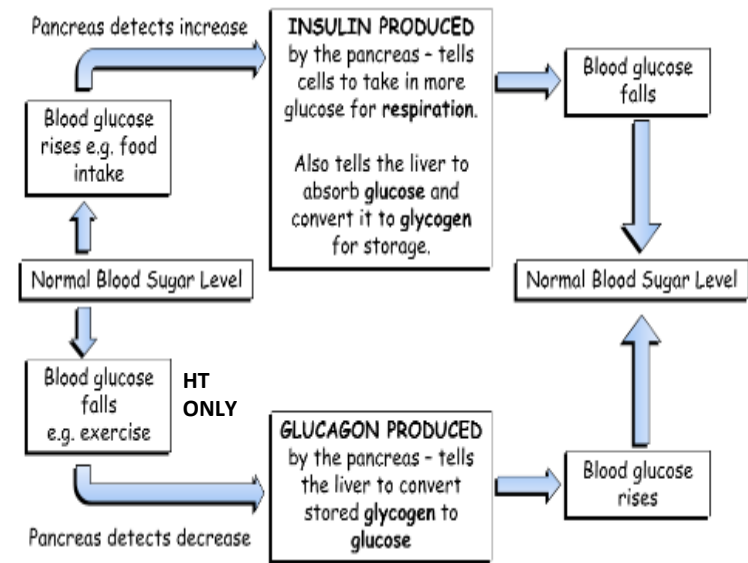 Pancreas detects increase
INSULIN PRODUCED
by the pancreas – tells
cells to take in more
glucose for respiration.
Also tells the liver to
absorb glucose and
convert it to glycogen
for storage.
Blood glucose
falls
Blood glucose
rises e.g. food
intake
Normal Blood Sugar Level
Normal Blood Sugar Level
Blood glucose
falls
e.g. exercise
HT
ONLY
GLUCAGON PRODUCED
by the pancreas – tells
the liver to convert
stored glycogen to
glucose
Blood glucose
rises
Pancreas detects decrease